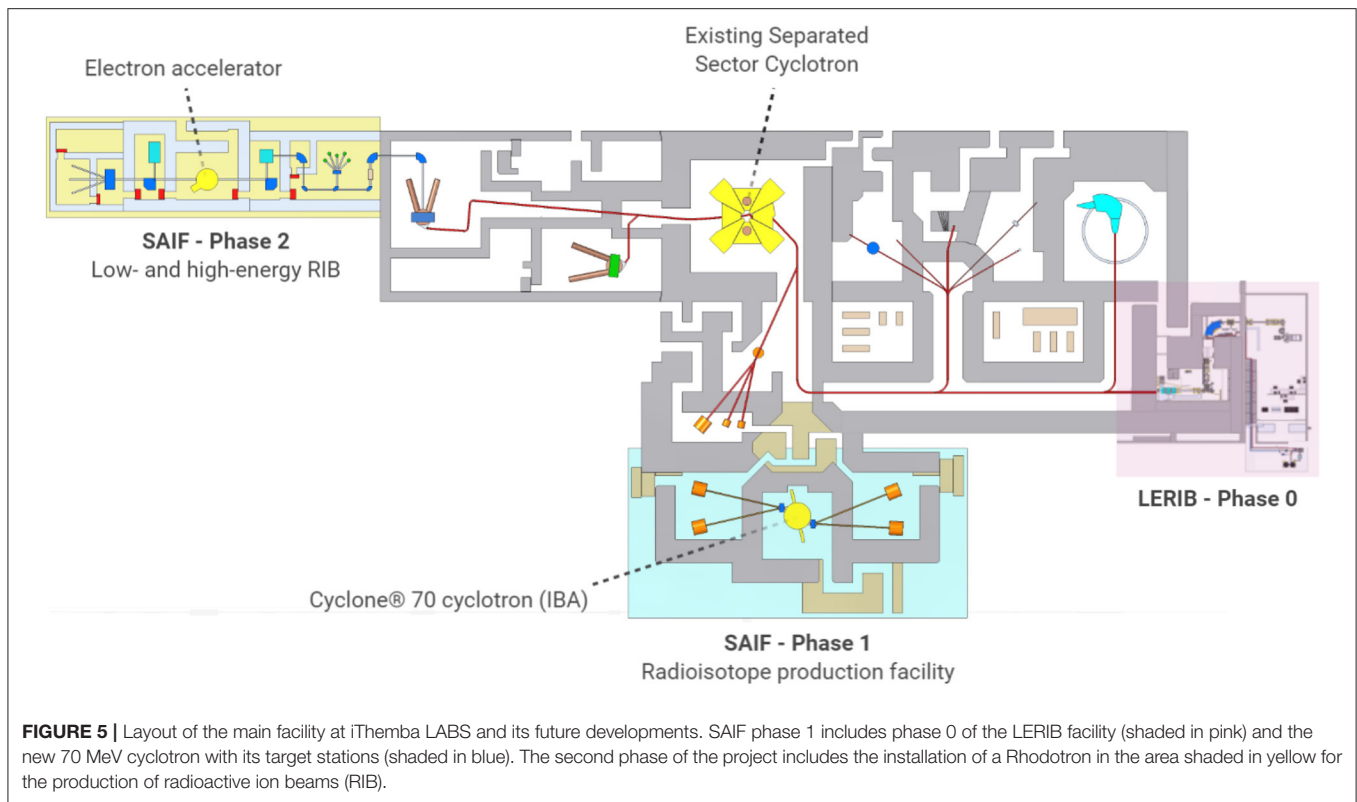 Existing Separated
Sector Cyclotron
Electron accelerator
SAIF - Phase 2
Low- and high-energy RIB
LERIB - Phase 0
Cyclone® 70 cyclotron (IBA)
SAIF - Phase 1
Radioisotope production facility
FIGURE 5 | Layout of the main facility at iThemba LABS and its future developments. SAIF phase 1 includes phase 0 of the LERIB facility (shaded in pink) and the
new 70 MeV cyclotron with its target stations (shaded in blue). The second phase of the project includes the installation of a Rhodotron in the area shaded in yellow for
the production of radioactive ion beams (RIB).